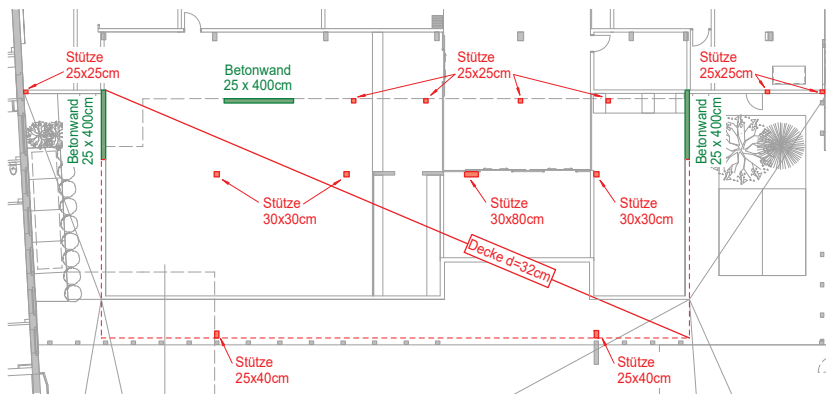 Stütze
25x25cm
Betonwand
25 x 400cm
Stütze
25x25cm
Stütze
25x25cm
Betonwand
25 x 400cm
Betonwand
25 x 400cm
Stütze
30x30cm
Stütze
30x80cm
Stütze
30x30cm
Decke d=32cm
Stütze
25x40cm
Stütze
25x40cm